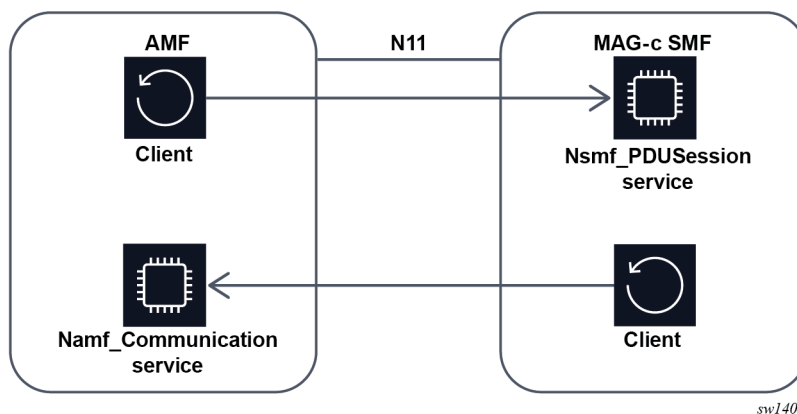 AMF
N11
MAG-c SMF
Client
Nsmf_PDUSession
service
Namf_Communication
service
Client
sw140